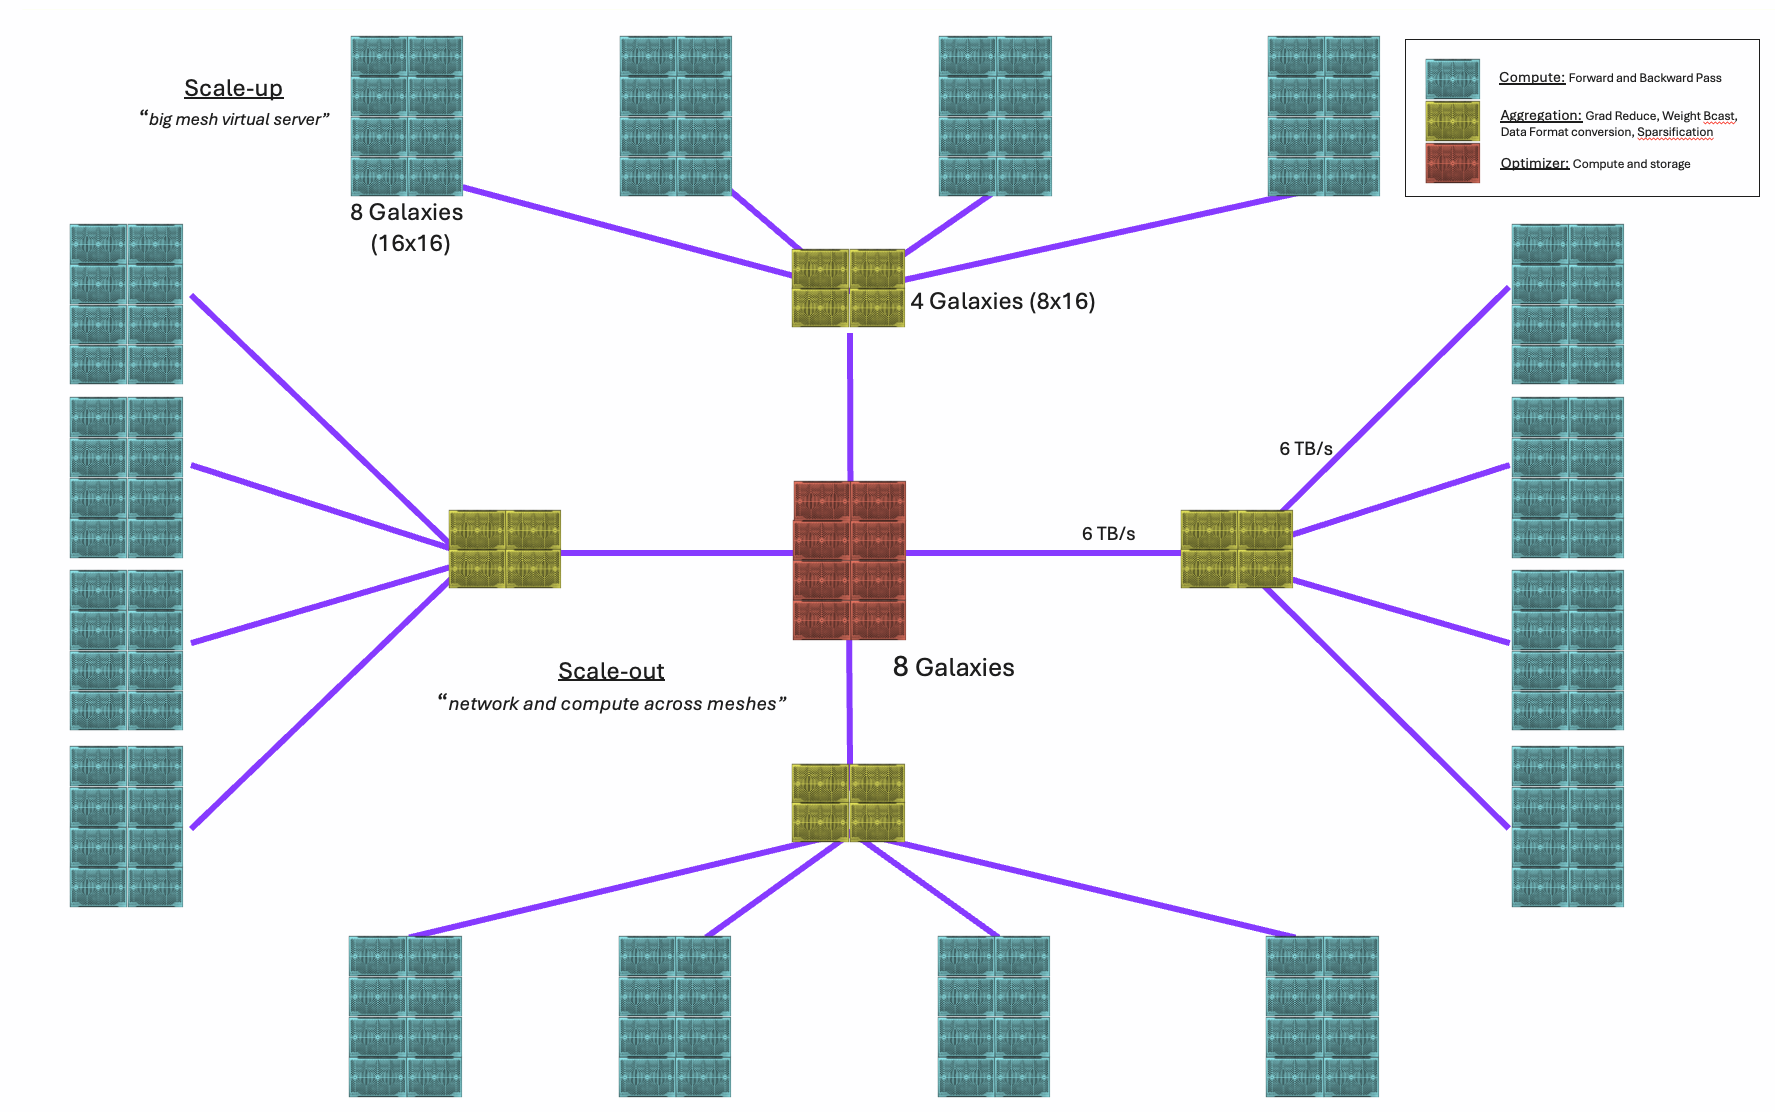 Scale-up
“big mesh virtual server”
8 Galaxies
(16x16)
Compute: Forward and Backward Pass
Aggregation: Grad Reduce, Weight Bcast,
Data Format conversion, Sparsification
Optimizer: Compute and storage
4 Galaxies (8x16)
6 TB/s
6 TB/s
8 Galaxies
Scale-out
“network and compute across meshes”